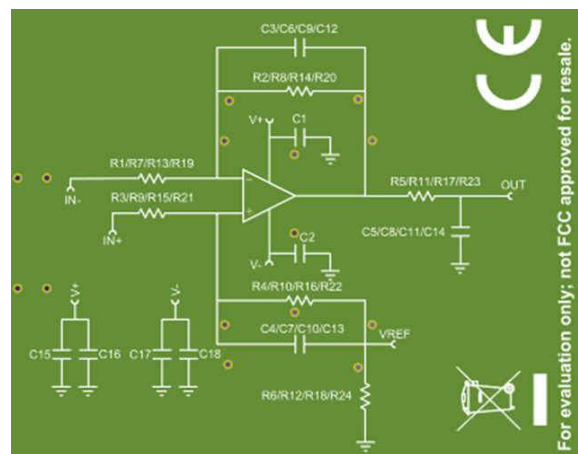 C3/C6/C9/C12
R2/R8/R14/R20
V+
C1
R1/R7/R13/R19
IN-
R3/R9/R15/R21
IN+
R5/R11/R17/R23
OUT
C5/C8/C11/C14
V-
C2
R4/R10/R16/R22
C4/C7/C10/C13
VREF
R6/R12/R18/R24
V+
C15
C16
V-
C17
C18
CE
For evaluation only; not FCC approved for resale.